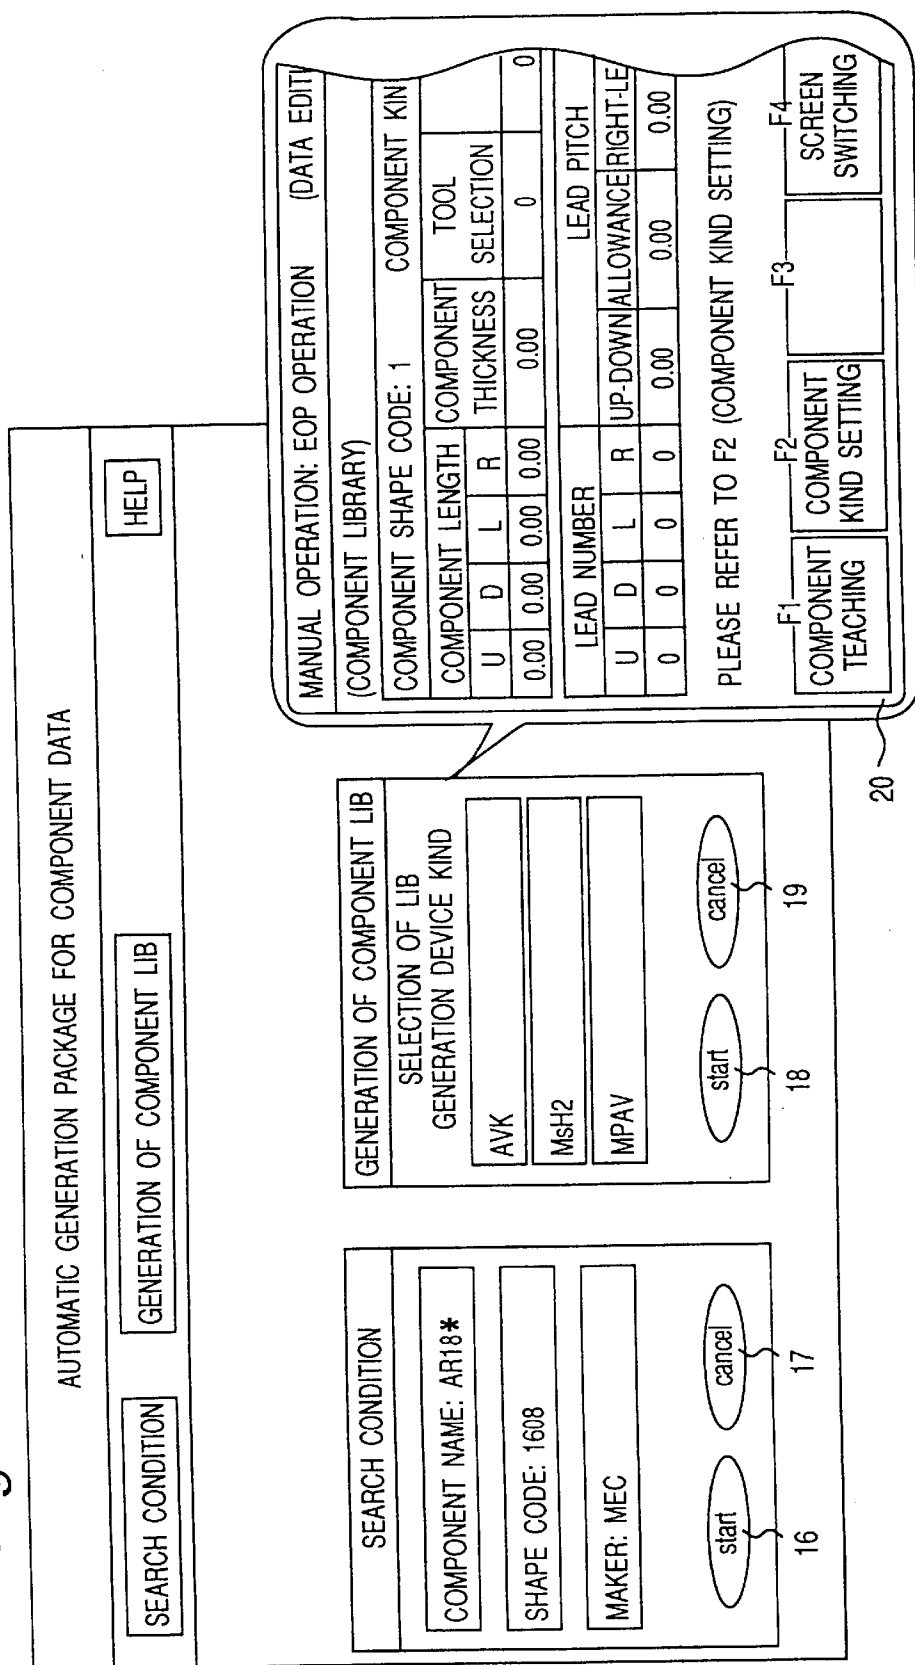 AUTOMATIC GENERATION PACKAGE FOR COMPONENT DATA
SEARCH CONDITION
GENERATION OF COMPONENT LIB
HELP
SEARCH CONDITION
COMPONENT NAME: AR18*
SHAPE CODE: 1608
MAKER: MEC
start
cancel
16
17
GENERATION OF COMPONENT LIB
SELECTION OF LIB
GENERATION DEVICE KIND
AVK
MsH2
MPAV
start
cancel
18
19
MANUAL OPERATION: EOP OPERATION (DATA EDITI
(COMPONENT LIBRARY)
COMPONENT SHAPE CODE: 1 COMPONENT KIN
COMPONENT LENGTH COMPONENT THICKNESS TOOL SELECTION
U D L R
0.00 0.00 0.00 0.00 0.00 0 0
LEAD NUMBER LEAD PITCH
U D L R UP-DOWN ALLOWANCE RIGHT-LE
0 0 0 0 0.00 0.00 0.00
PLEASE REFER TO F2 (COMPONENT KIND SETTING)
F1 F2 F3 F4
COMPONENT TEACHING
COMPONENT KIND SETTING
SCREEN SWITCHING
20